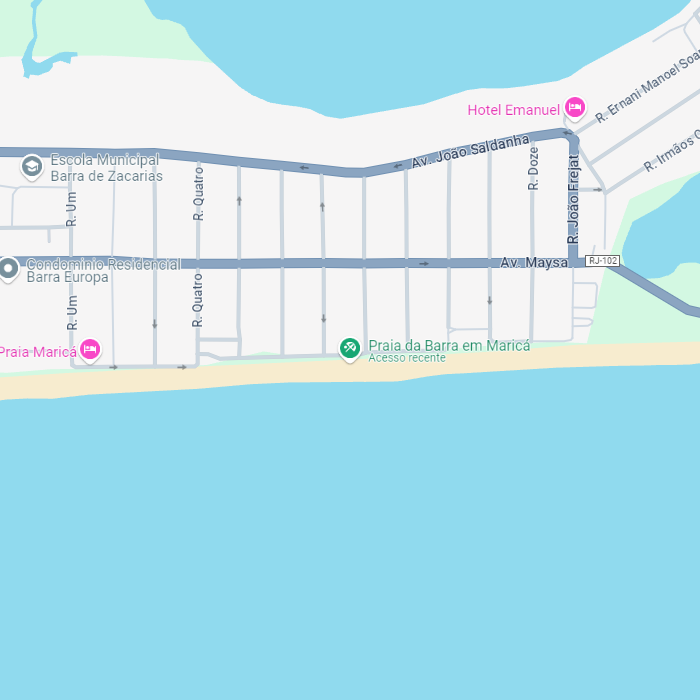 Hotel Emanuel
R. Ernani Manoel Soar
R. Irmãos C
Av. João Saldanha
Escola Municipal
Barra de Zacarias
R. Um
R. Quatro
R. Doze
R. João Frejat
Condomínio Residencial
Barra Europa
Av. Maysa
RJ-102
R. Um
R. Quatro
Praia Maricá
Praia da Barra em Maricá
Acesso recente